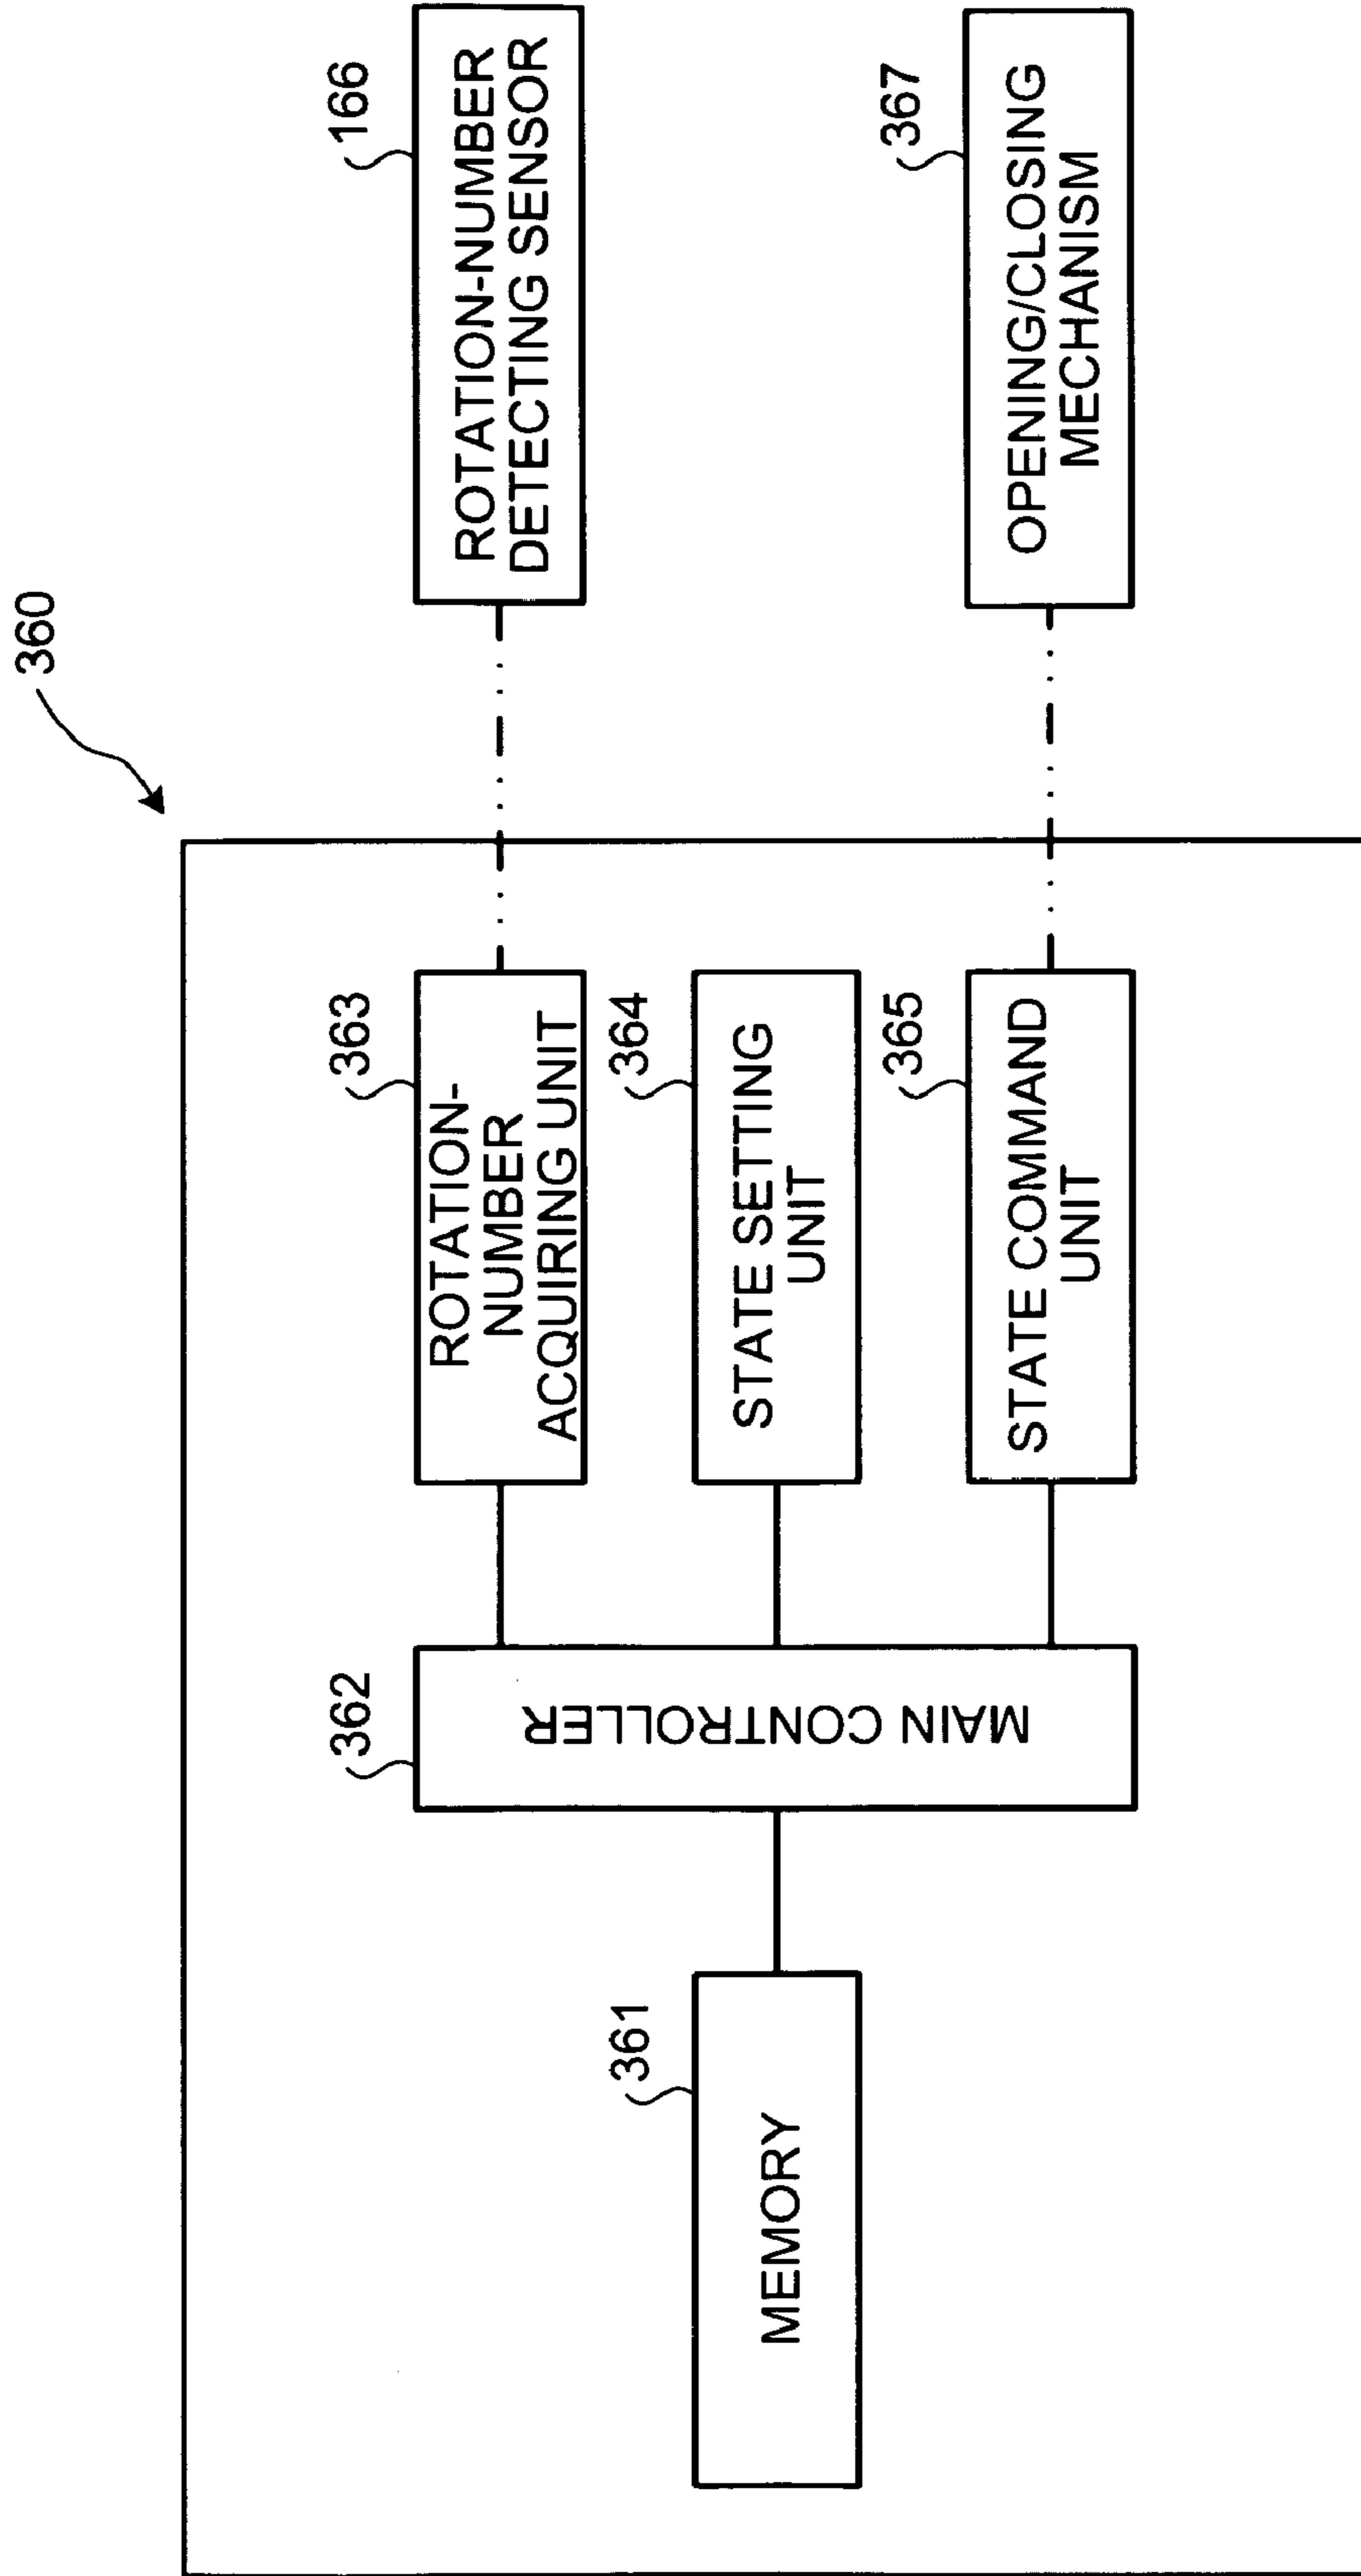 360
361
MEMORY
362
MAIN CONTROLLER
363
ROTATION-
NUMBER
ACQUIRING UNIT
364
STATE SETTING
UNIT
365
STATE COMMAND
UNIT
166
ROTATION-NUMBER
DETECTING SENSOR
367
OPENING/CLOSING
MECHANISM